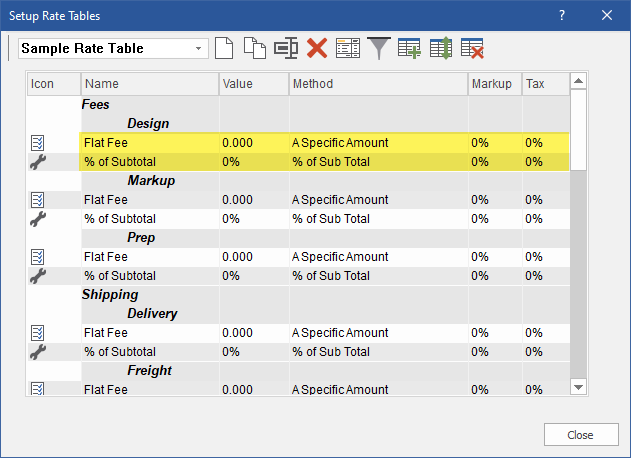 Setup Rate Tables ?
Sample Rate Table
Icon Name Value Method Markup Tax
Fees
Design
Flat Fee 0.000 A Specific Amount 0% 0%
% of Subtotal 0% % of Sub Total 0% 0%
Markup
Flat Fee 0.000 A Specific Amount 0% 0%
% of Subtotal 0% % of Sub Total 0% 0%
Prep
Flat Fee 0.000 A Specific Amount 0% 0%
% of Subtotal 0% % of Sub Total 0% 0%
Shipping
Delivery
Flat Fee 0.000 A Specific Amount 0% 0%
% of Subtotal 0% % of Sub Total 0% 0%
Freight
Flat Fee 0.000 A Specific Amount 0% 0%
Close